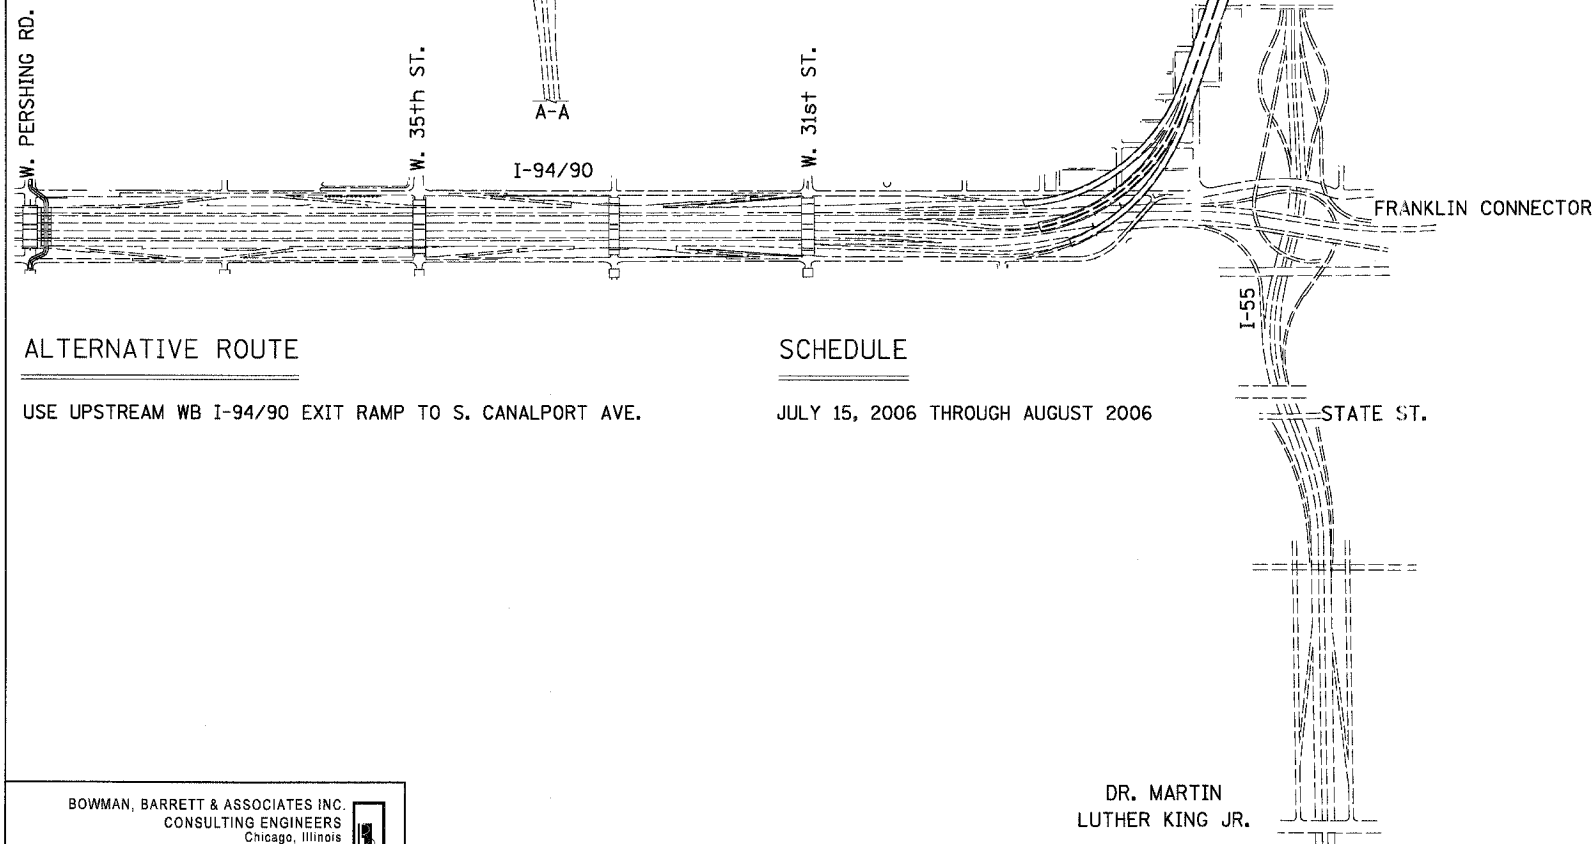 W. PERSHING RD.
W. 35th ST.
A-A
W. 31st ST.
I-94/90
FRANKLIN CONNECTOR
I-55
ALTERNATIVE ROUTE
USE UPSTREAM WB I-94/90 EXIT RAMP TO S. CANALPORT AVE.
SCHEDULE
JULY 15, 2006 THROUGH AUGUST 2006
STATE ST.
DR. MARTIN
LUTHER KING JR.
BOWMAN, BARRETT & ASSOCIATES INC.
CONSULTING ENGINEERS
Chicago, Illinois